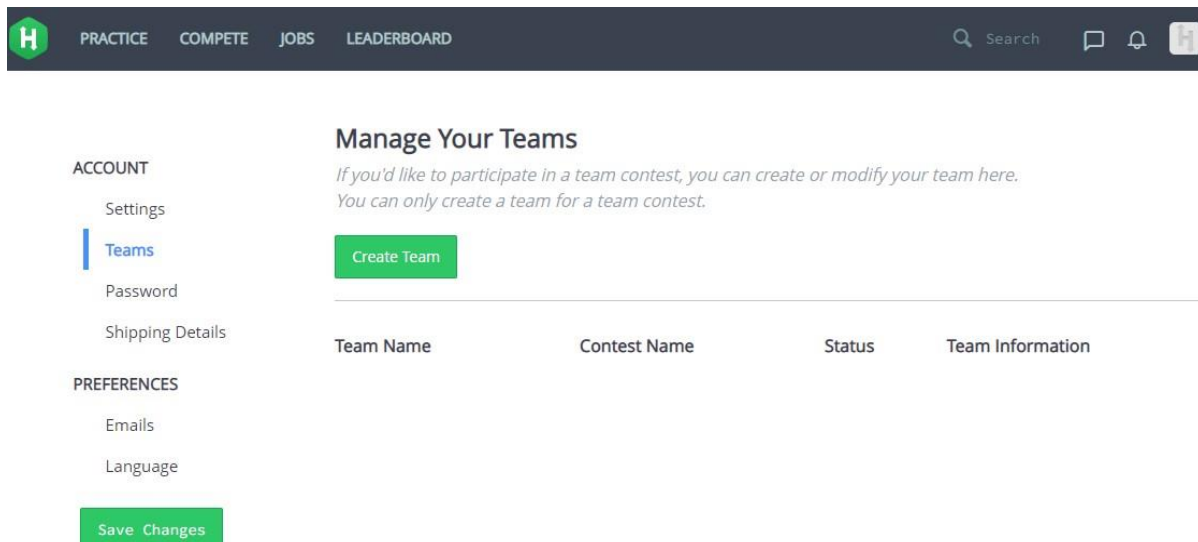 H PRACTICE COMPETE JOBS LEADERBOARD Search
ACCOUNT
Settings
Teams
Password
Shipping Details
PREFERENCES
Emails
Language
Save Changes
Manage Your Teams
If you'd like to participate in a team contest, you can create or modify your team here.
You can only create a team for a team contest.
Create Team
Team Name Contest Name Status Team Information